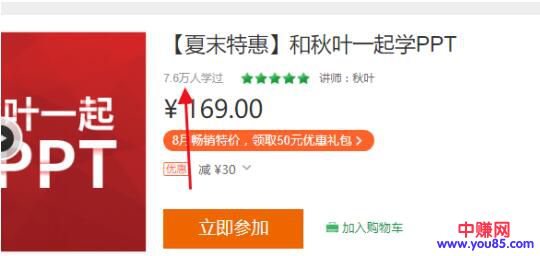 【夏末特惠】和秋叶一起学PPT
7.6万人学过 讲师：秋叶
¥169.00
8月畅销特价，领取50元优惠礼包
优惠 减 ¥30
立即参加 加入购物车
叶一起
PPT
中赚网
www.you85.com